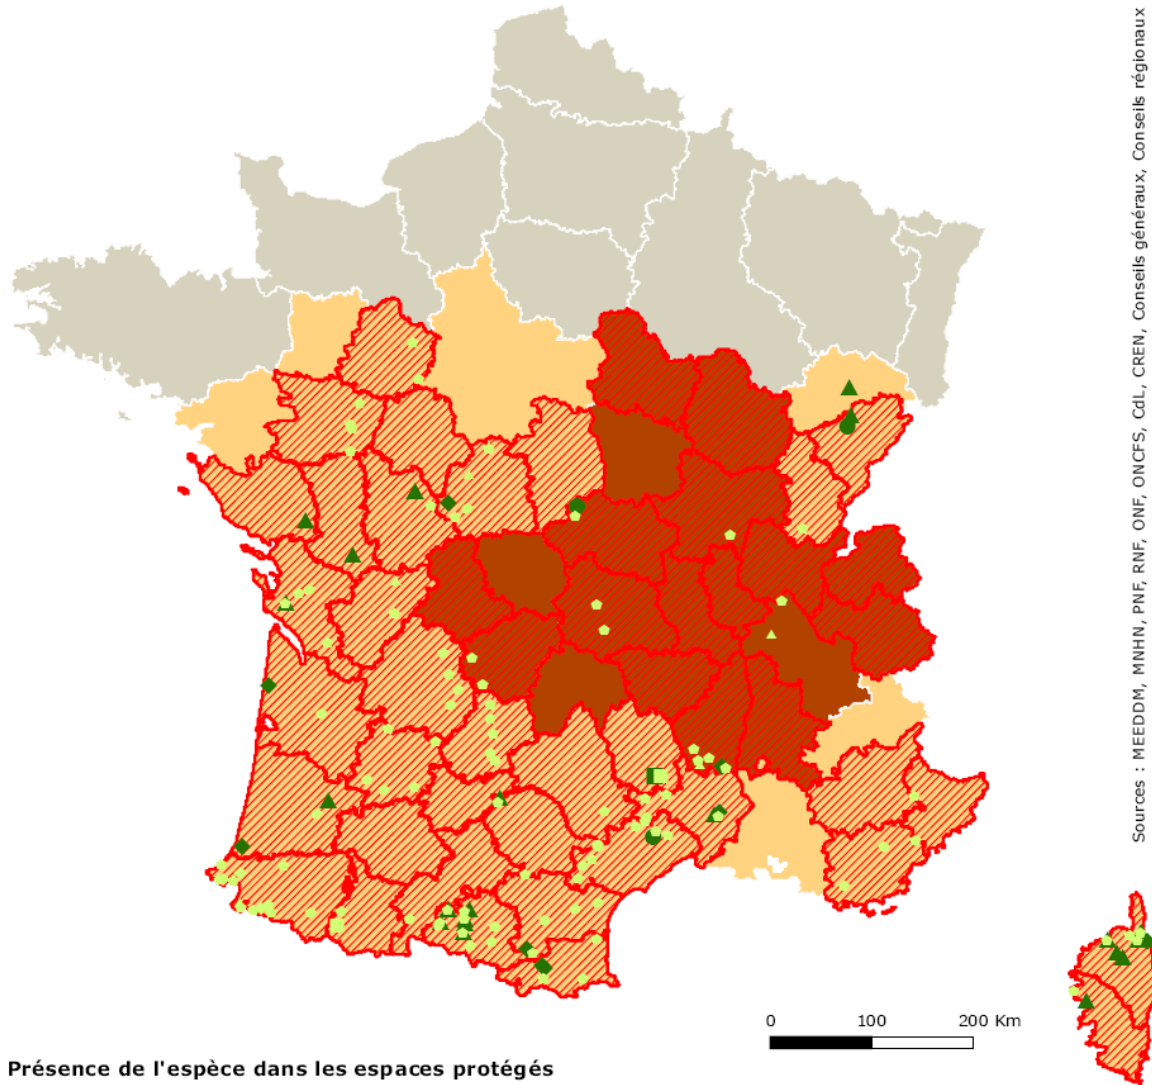 Sources : MEEDDM, MNHN, PNF, RNF, ONF, ONCFS, CdL, CREN, Conseils généraux, Conseils régionaux
0 100 200 Km
Présence de l'espèce dans les espaces protégés